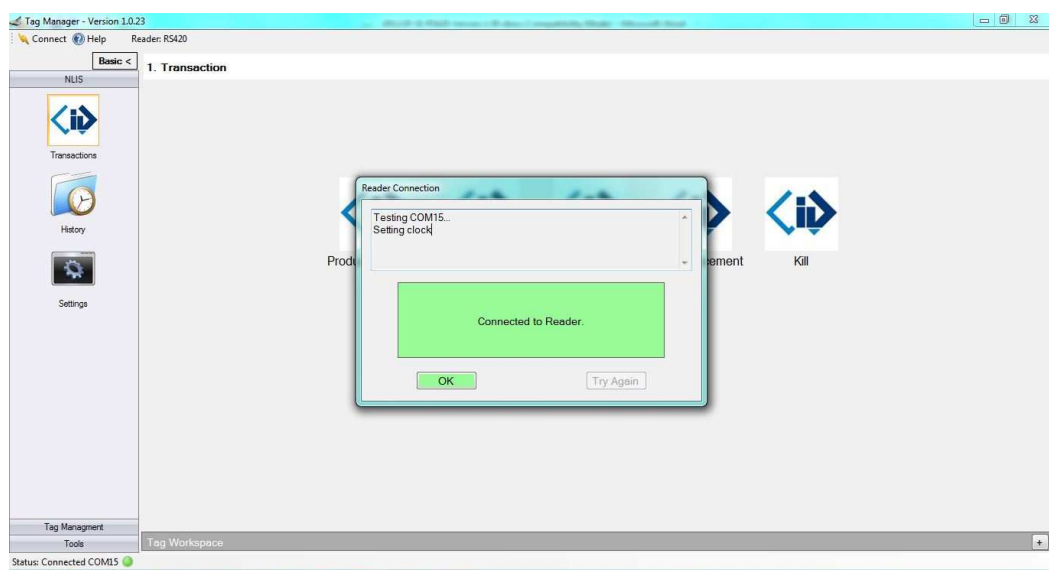 Tag Manager - Version 1.0.23
Connect Help Reader: RS420
Basic <
1. Transaction
NLIS
Transactions
History
Settings
Reader Connection
Testing COM15...
Setting clock
Connected to Reader.
OK Try Again
Kill
Tag Managment
Tools
Tag Workspace
+
Status: Connected COM15